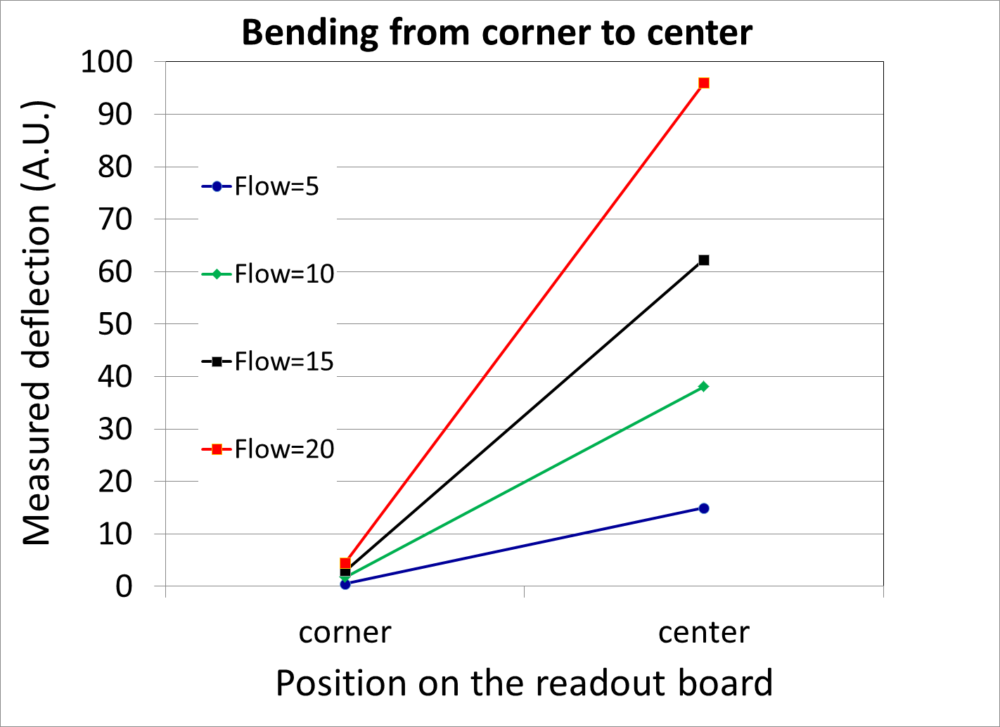 Bending from corner to center
Measured deflection (A.U.)
100
90
80
70
60
50
40
30
20
10
0
Flow=5
Flow=10
Flow=15
Flow=20
corner
center
Position on the readout board